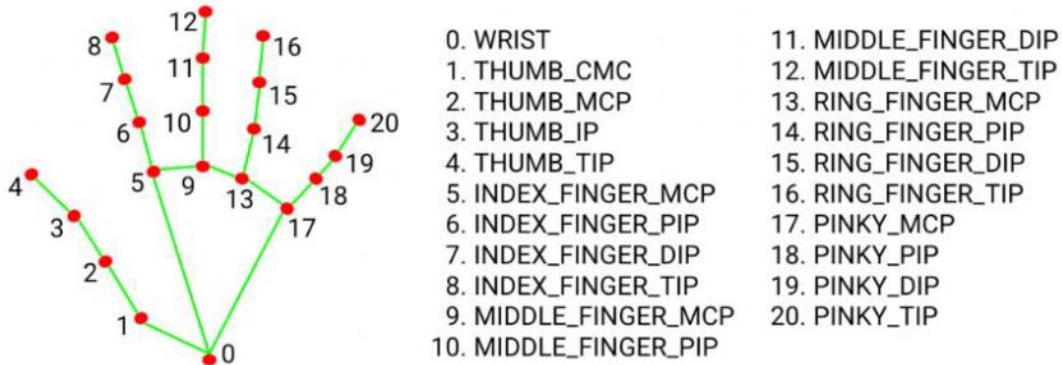 12
8
16
11
7
15
10
6
14
20
19
4
5
9
13
18
3
17
2
1
0
0. WRIST
1. THUMB_CMC
2. THUMB_MCP
3. THUMB_IP
4. THUMB_TIP
5. INDEX_FINGER_MCP
6. INDEX_FINGER_PIP
7. INDEX_FINGER_DIP
8. INDEX_FINGER_TIP
9. MIDDLE_FINGER_MCP
10. MIDDLE_FINGER_PIP
11. MIDDLE_FINGER_DIP
12. MIDDLE_FINGER_TIP
13. RING_FINGER_MCP
14. RING_FINGER_PIP
15. RING_FINGER_DIP
16. RING_FINGER_TIP
17. PINKY_MCP
18. PINKY_PIP
19. PINKY_DIP
20. PINKY_TIP